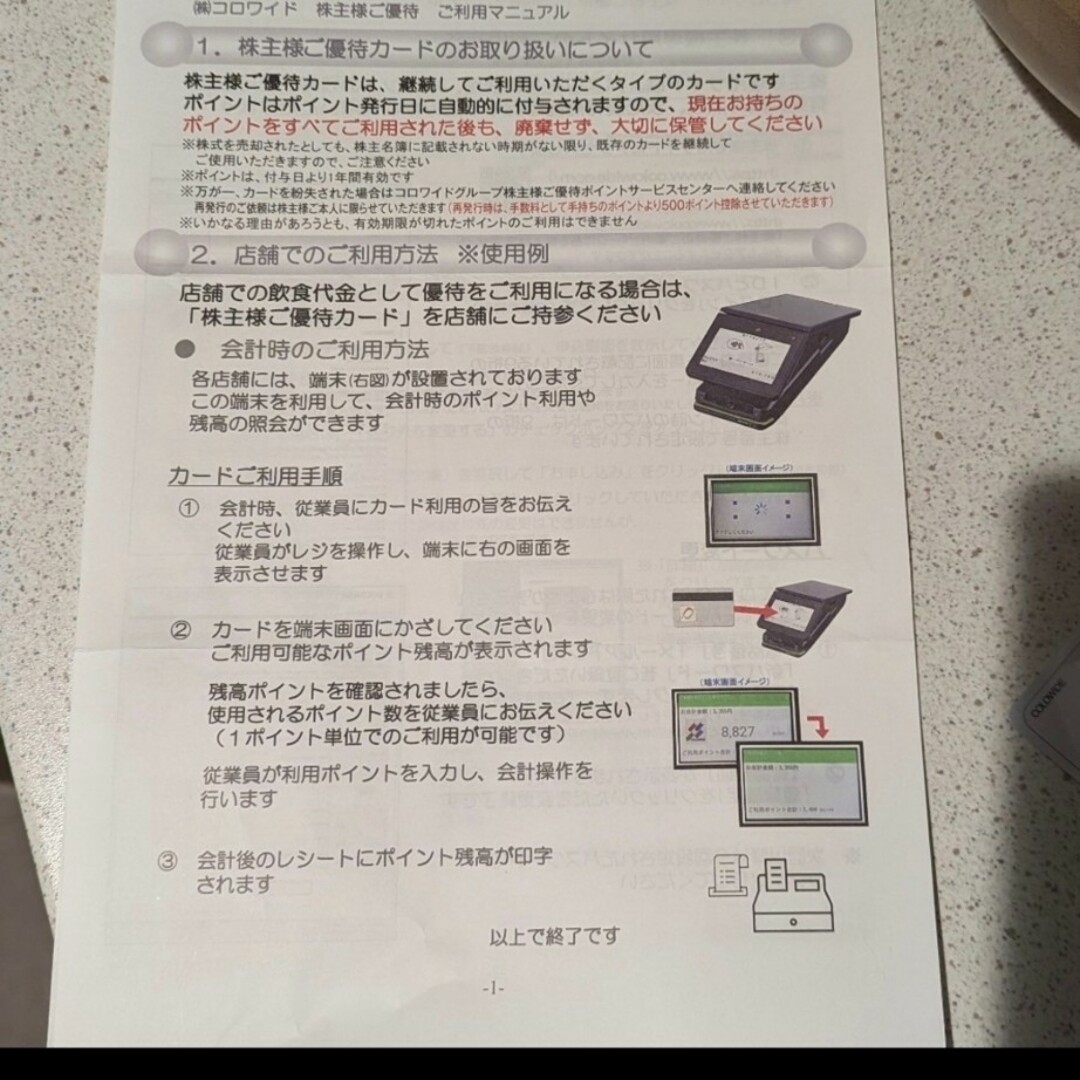 ㈱コロワイド 株主様ご優待 ご利用マニュアル
1．株主様ご優待カードのお取り扱いについて
株主様ご優待カードは、継続してご利用いただくタイプのカードです
ポイントはポイント発行日に自動的に付与されますので、現在お持ちの
ポイントをすべてご利用された後も、廃棄せず、大切に保管してください
※株式を売却されたとしても、株主名簿に記載されない時期がない限り、既存のカードを継続して
ご使用いただきますので、ご注意ください
※ポイントは、付与日より1年間有効です
※万が一、カードを紛失された場合はコロワイドグループ株主様ご優待ポイントサービスセンターへ連絡してください
再発行のご依頼は株主様ご本人に限らせていただきます（再発行時は、手数料として手持ちのポイントより500ポイント控除させていただきます）
※いかなる理由があろうとも、有効期限が切れたポイントのご利用はできません
2．店舗でのご利用方法 ※使用例
店舗での飲食代金として優待をご利用になる場合は、
「株主様ご優待カード」を店舗にご持参ください
● 会計時のご利用方法
各店舗には、端末(右図)が設置されております
この端末を利用して、会計時のポイント利用や
残高の照会ができます
カードご利用手順
（端末画面イメージ）
① 会計時、従業員にカード利用の旨をお伝え
ください
従業員がレジを操作し、端末に右の画面を
表示させます
② カードを端末画面にかざしてください
ご利用可能なポイント残高が表示されます
（端末画面イメージ）
残高ポイントを確認されましたら、
使用されるポイント数を従業員にお伝えください
（1ポイント単位でのご利用が可能です）
8,827
従業員が利用ポイントを入力し、会計操作を
行います
③ 会計後のレシートにポイント残高が印字
されます
以上で終了です
-1-
COLOWIDE